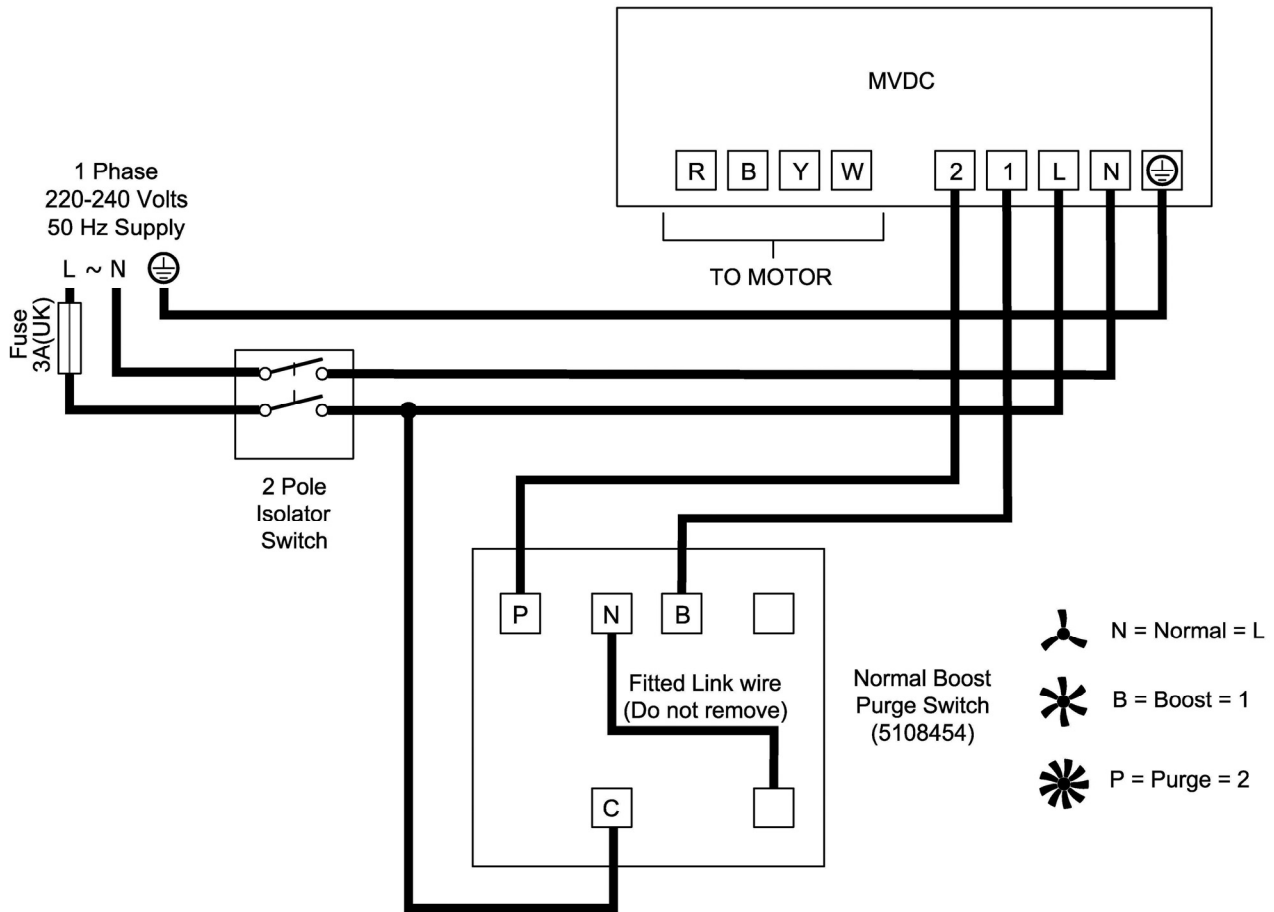 MVDC
R B Y W 2 1 L N
TO MOTOR
1 Phase
220-240 Volts
50 Hz Supply
L ~ N
Fuse
3A(UK)
2 Pole
Isolator
Switch
P N B
Fitted Link wire
(Do not remove)
C
Normal Boost
Purge Switch
(5108454)
N = Normal = L
B = Boost = 1
P = Purge = 2